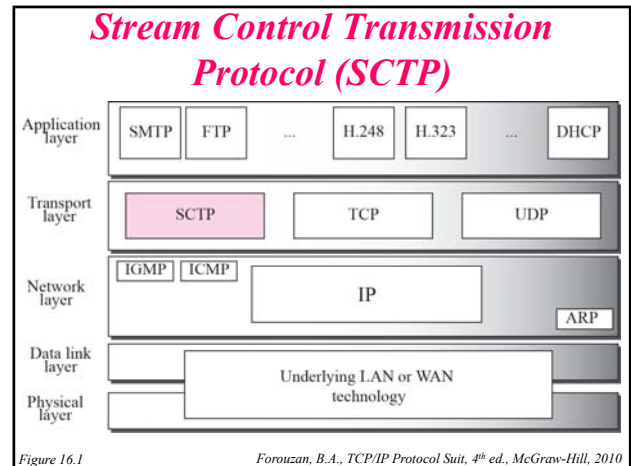 Stream Control Transmission
Protocol (SCTP)
Application
layer
SMTP
FTP
...
H.248
H.323
...
DHCP
Transport
layer
SCTP
TCP
UDP
Network
layer
IGMP
ICMP
IP
ARP
Data link
layer
Physical
layer
Underlying LAN or WAN
technology
Figure 16.1
Forouzan, B.A., TCP/IP Protocol Suit, 4th ed., McGraw-Hill, 2010